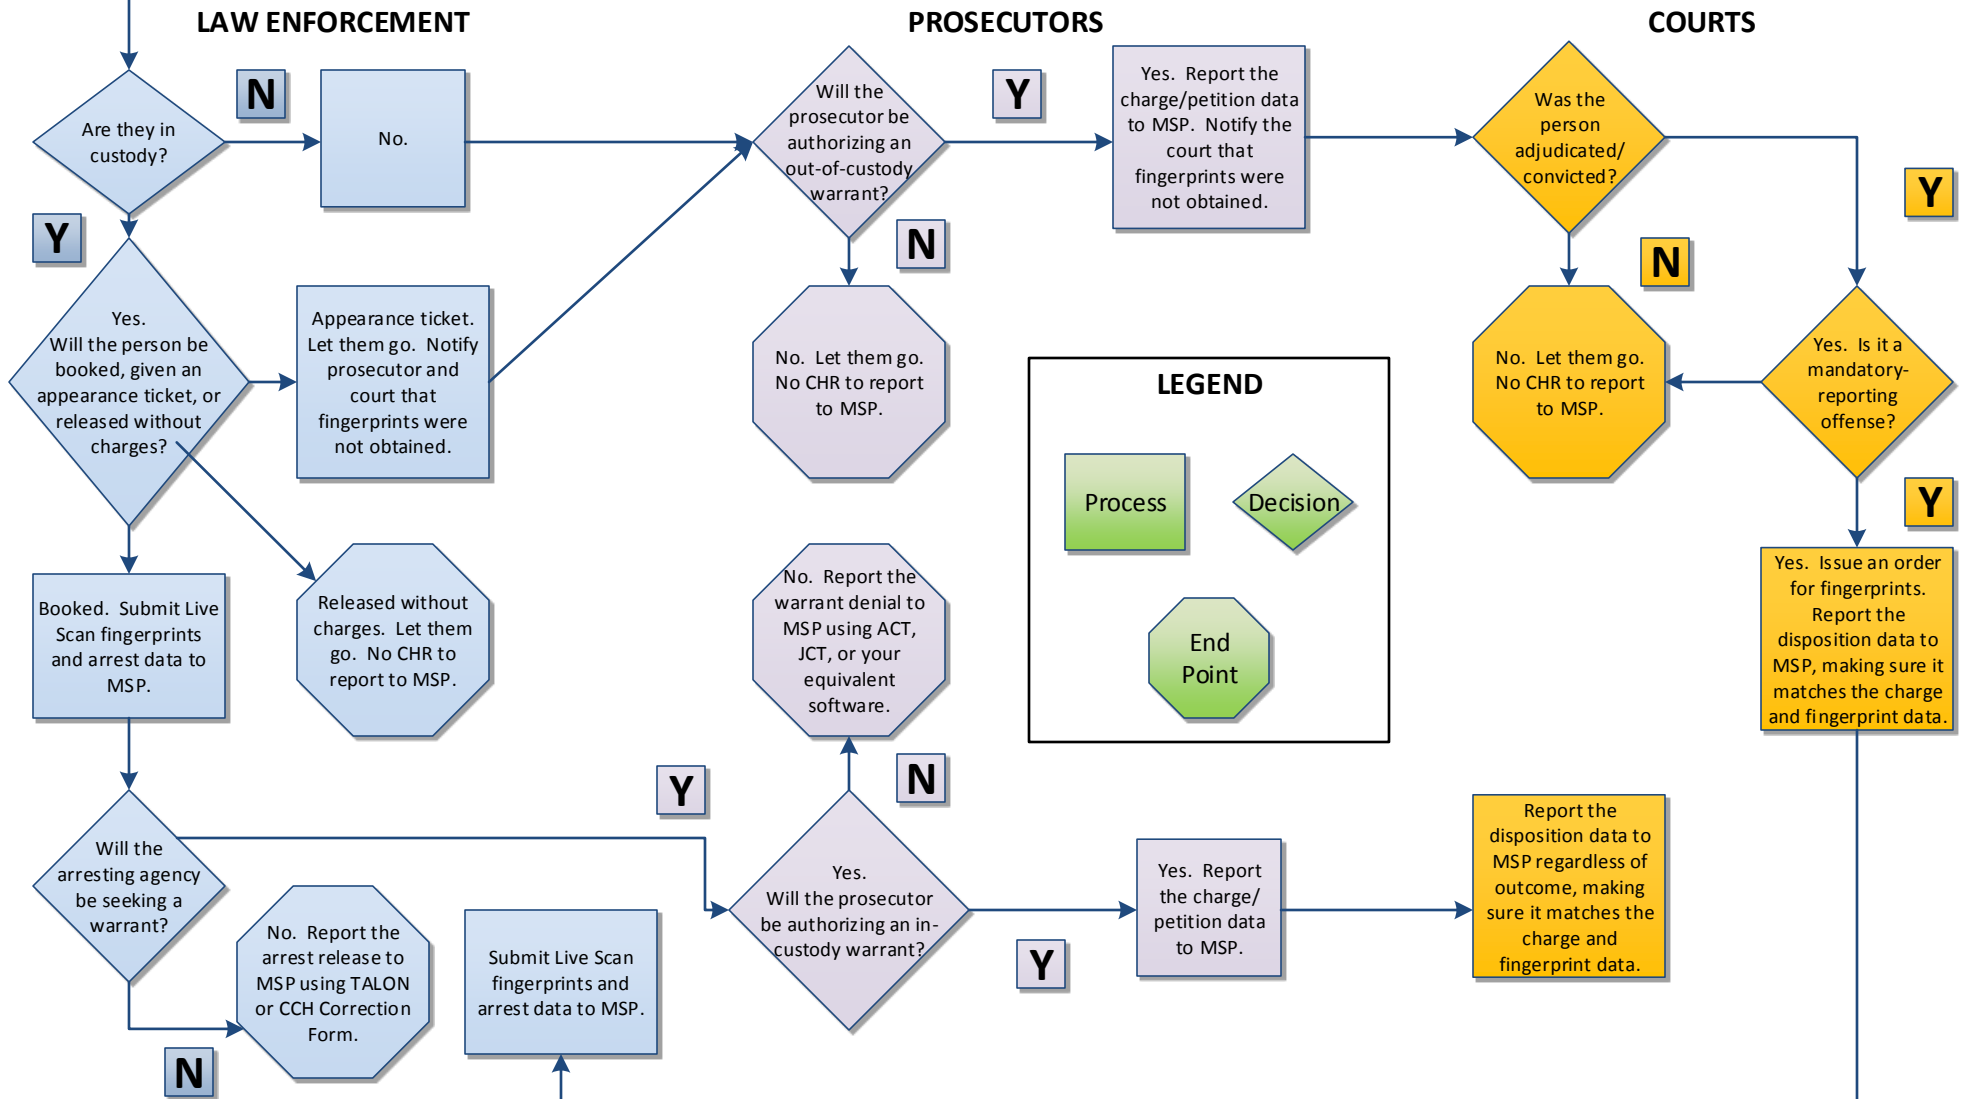 LAW ENFORCEMENT
PROSECUTORS
COURTS
Are they in
custody?
N
No.
Will the
prosecutor be
authorizing an
out-of-custody
warrant?
Y
Yes.  Report the
charge/petition data
to MSP.  Notify the
court that
fingerprints were
not obtained.
Was the
person
adjudicated/
convicted?
Y
Y
N
N
Yes.
Will the person be
booked, given an
appearance ticket, or
released without
charges?
Appearance ticket.
Let them go.  Notify
prosecutor and
court that
fingerprints were
not obtained.
No.  Let them go.
No CHR to report
to MSP.
LEGEND
Process
Decision
End
Point
No.  Let them go.
No CHR to report
to MSP.
Yes.  Is it a
mandatory-
reporting
offense?
Y
Booked.  Submit Live
Scan fingerprints
and arrest data to
MSP.
Released without
charges.  Let them
go.  No CHR to
report to MSP.
No.  Report the
warrant denial to
MSP using ACT,
JCT, or your
equivalent
software.
Yes.  Issue an order
for fingerprints.
Report the
disposition data to
MSP, making sure it
matches the charge
and fingerprint data.
Y
N
Will the
arresting agency
be seeking a
warrant?
No.  Report the
arrest release to
MSP using TALON
or CCH Correction
Form.
N
Submit Live Scan
fingerprints and
arrest data to MSP.
Yes.
Will the prosecutor
be authorizing an in-
custody warrant?
Y
Yes.  Report
the charge/
petition data
to MSP.
Report the
disposition data to
MSP regardless of
outcome, making
sure it matches the
charge and
fingerprint data.